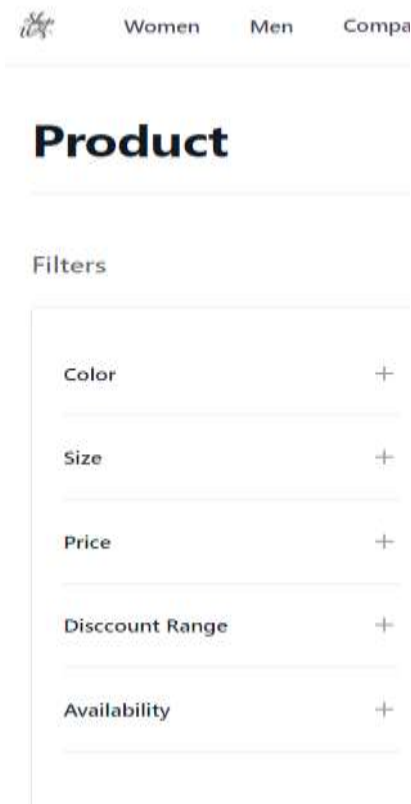 Women Men Compa
Product
Filters
Color
Size
Price
Disccount Range
Availability